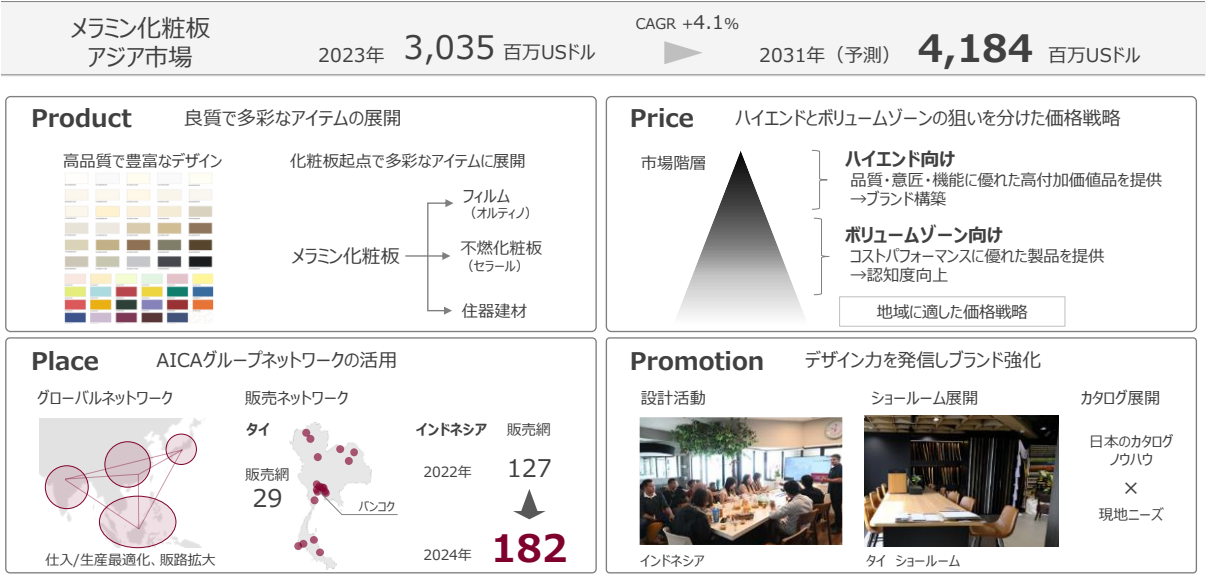 メラミン化粧板
アジア市場
2023年 3,035 百万USドル
CAGR +4.1%
2031年（予測） 4,184 百万USドル
Product 良質で多彩なアイテムの展開
高品質で豊富なデザイン
化粧板起点で多彩なアイテムに展開
メラミン化粧板
フィルム
（オルティノ）
不燃化粧板
（セラール）
住器建材
Price ハイエンドとボリュームゾーンの狙いを分けた価格戦略
市場階層
ハイエンド向け
品質・意匠・機能に優れた高付加価値品を提供
→ブランド構築
ボリュームゾーン向け
コストパフォーマンスに優れた製品を提供
→認知度向上
地域に適した価格戦略
Place AICAグループネットワークの活用
グローバルネットワーク
仕入/生産最適化、販路拡大
販売ネットワーク
タイ
販売網
29
バンコク
インドネシア 販売網
2022年 127
2024年 182
Promotion デザイン力を発信しブランド強化
設計活動
インドネシア
ショールーム展開
タイ ショールーム
カタログ展開
日本のカタログ
ノウハウ
×
現地ニーズ